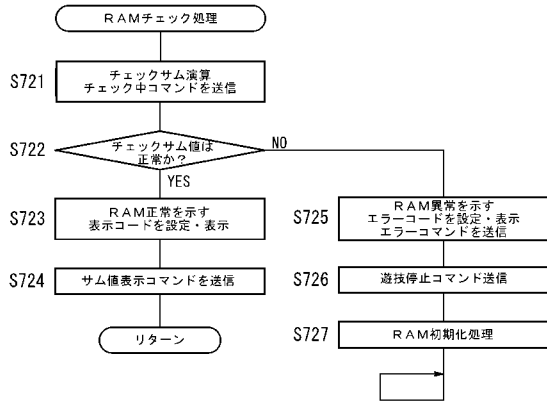 RAMチェック処理
S721
チェックサム演算
チェック中コマンドを送信
S722
チェックサム値は
正常か?
NO
YES
S723
RAM正常を示す
表示コードを設定・表示
S724
サム値表示コマンドを送信
リターン
S725
RAM異常を示す
エラーコードを設定・表示
エラーコマンドを送信
S726
遊技停止コマンド送信
S727
RAM初期化処理